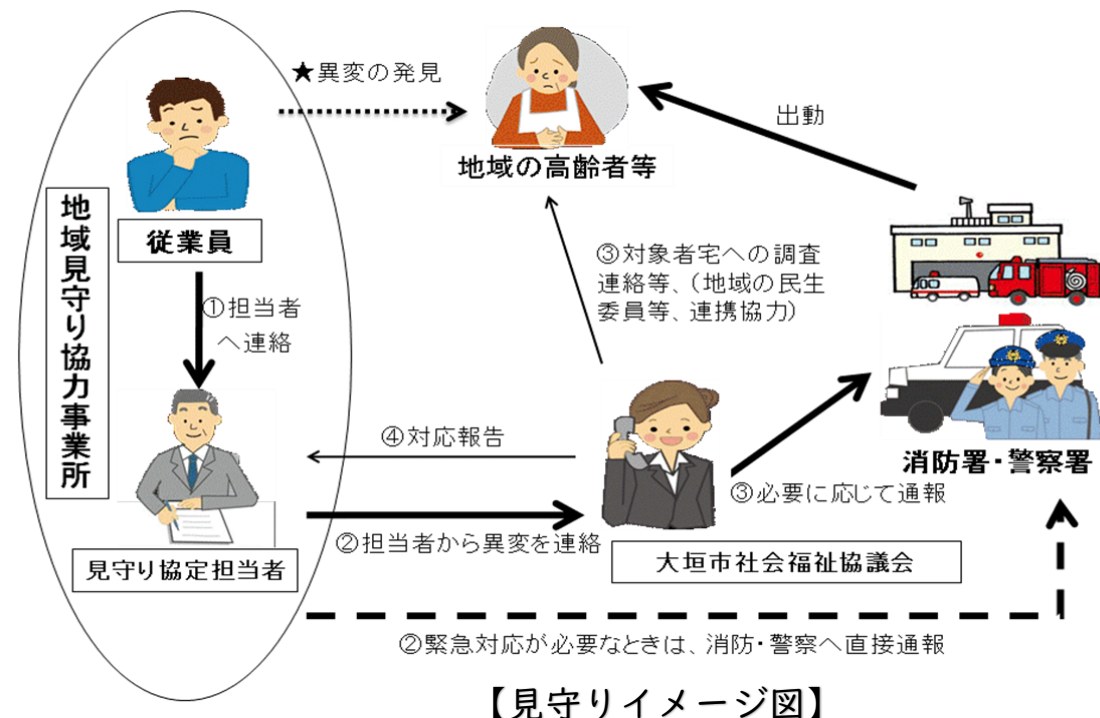 ★異変の発見
地域の高齢者等
出動
従業員
地域見守り協力事業所
①担当者
へ連絡
③対象者宅への調査
連絡等、（地域の民生
委員等、連携協力）
④対応報告
消防署・警察署
③必要に応じて通報
②担当者から異変を連絡
見守り協定担当者
大垣市社会福祉協議会
②緊急対応が必要なときは、消防・警察へ直接通報
【見守りイメージ図】